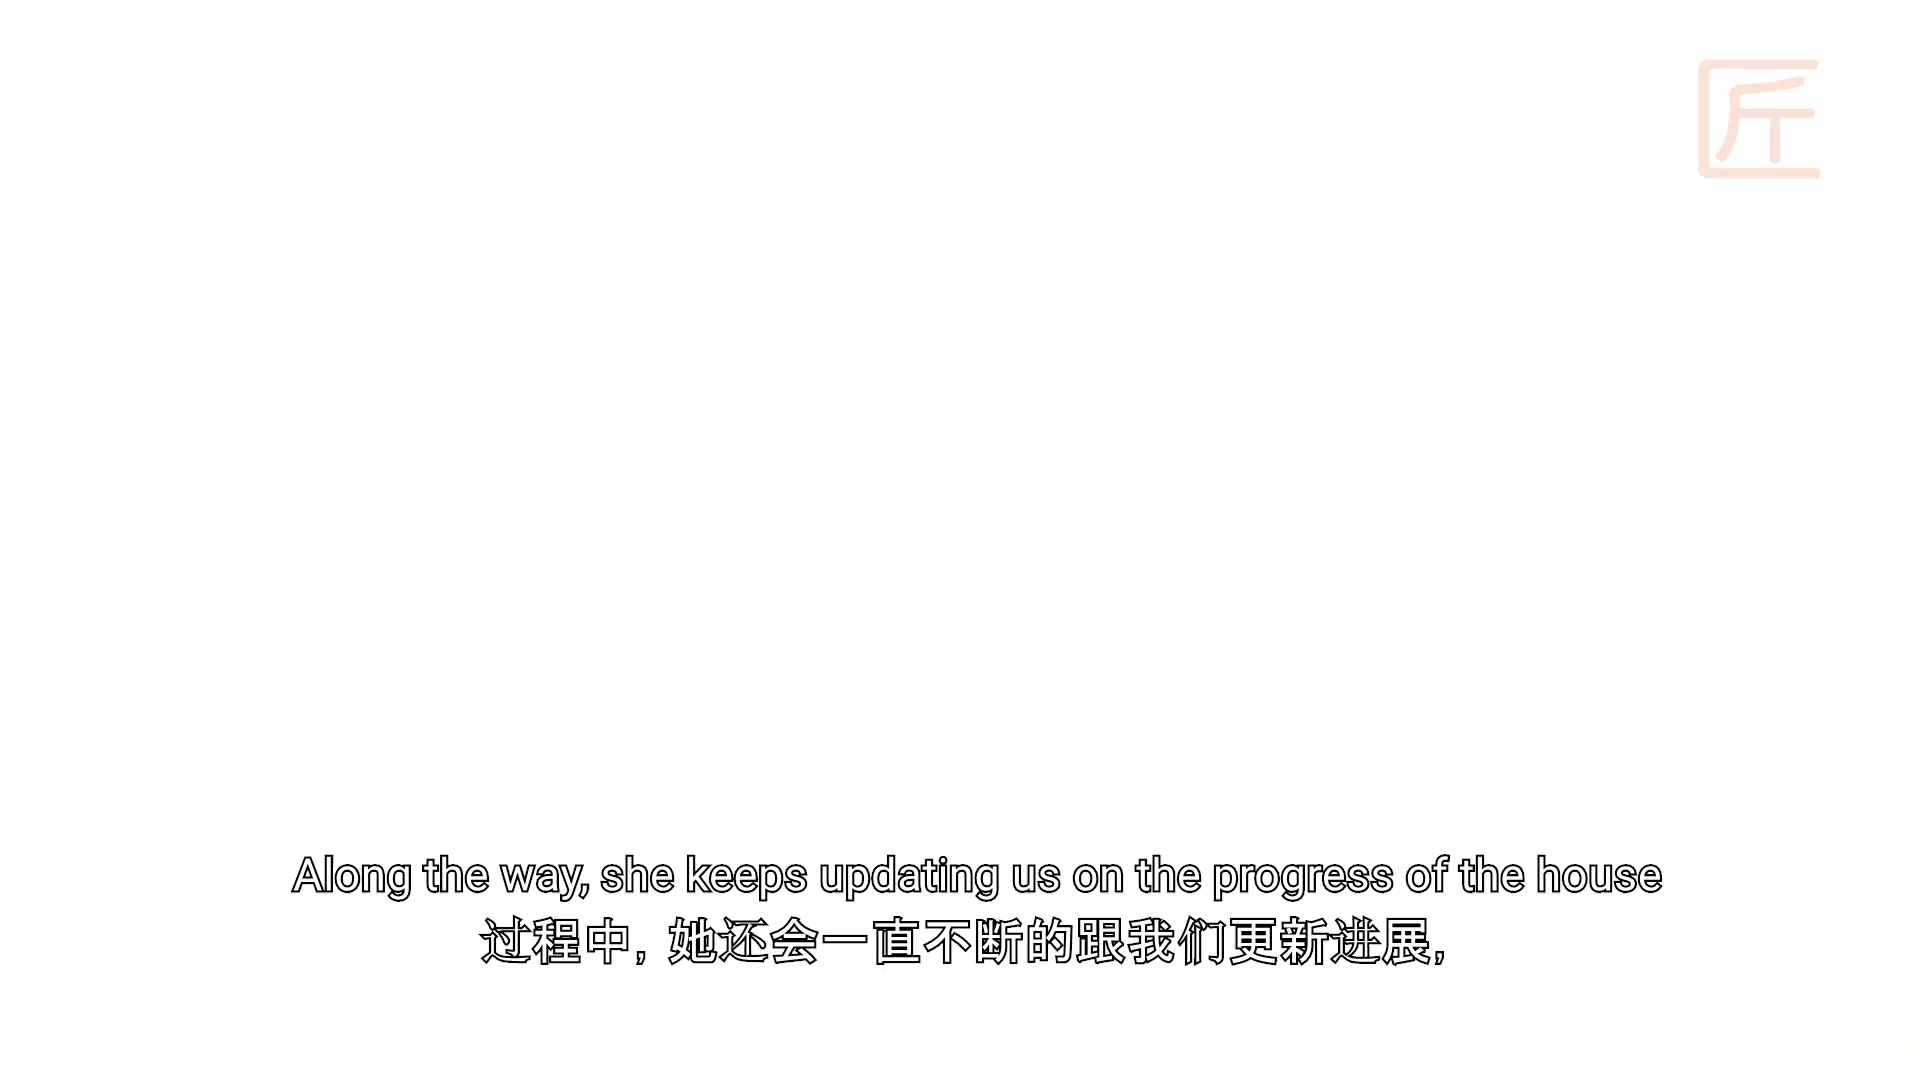 匠
Along the way, she keeps updating us on the progress of the house
过程中, 她还会一直不断的跟我们更新进展,